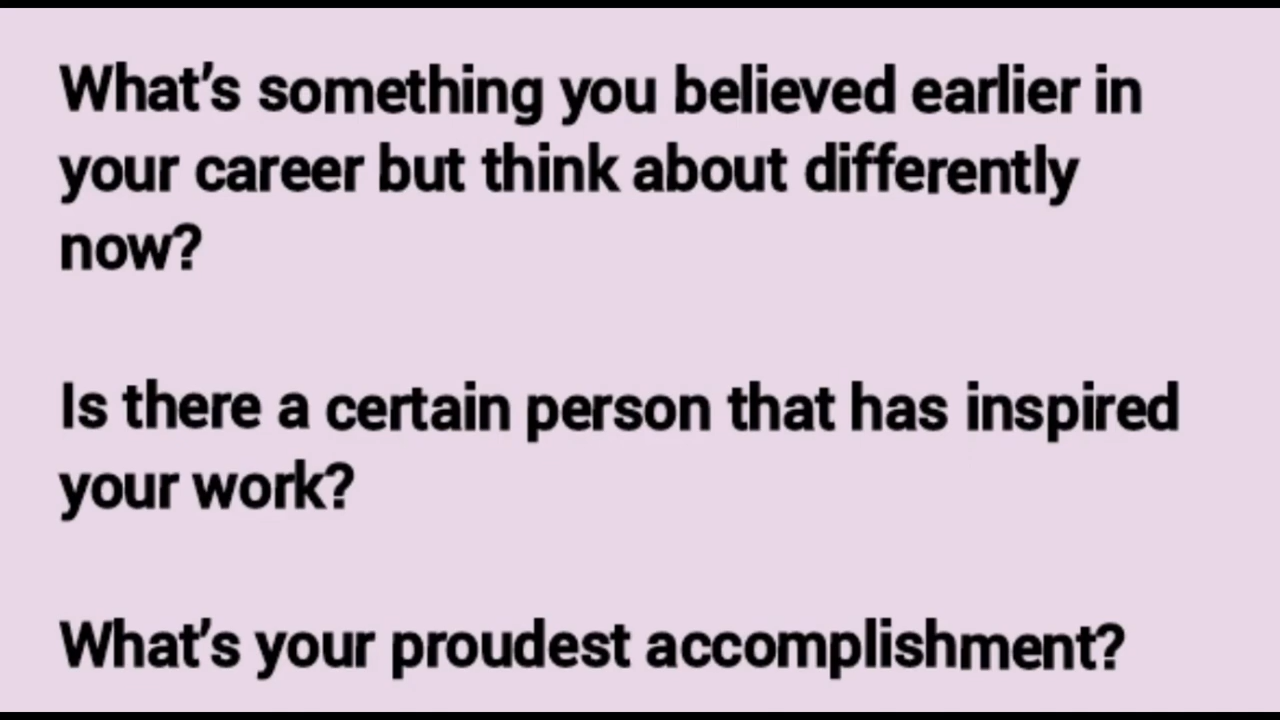 What's something you believed earlier in
your career but think about differently
now?
Is there a certain person that has inspired
your work?
What's your proudest accomplishment?